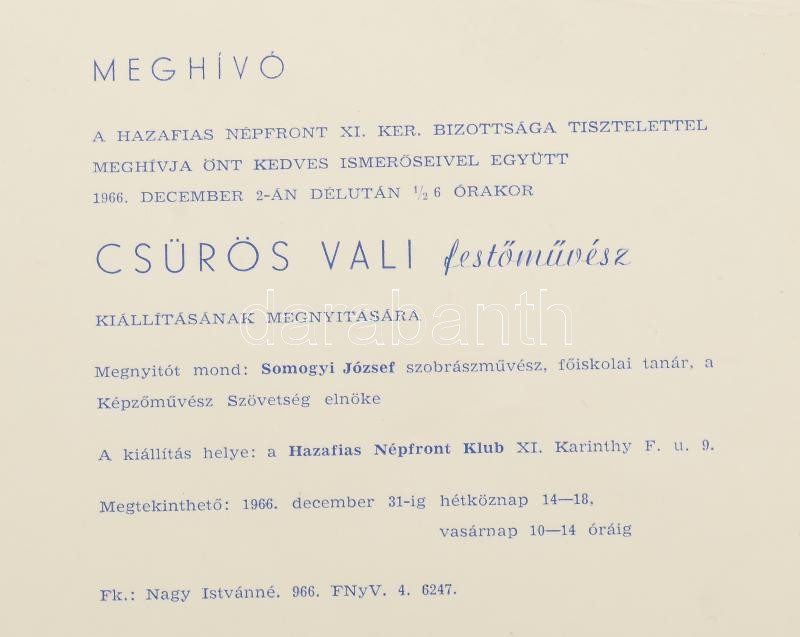 MEGHÍVÓ
A HAZAFIAS NÉPFRONT XI. KER. BIZOTTSÁGA TISZTELETTEL
MEGHÍVJA ÖNT KEDVES ISMERŐSEIVEL EGYÜTT
1966. DECEMBER 2-ÁN DÉLUTÁN ½ 6 ÓRAKOR
CSÜRÖS VALI festőművész
KIÁLLÍTÁSÁNAK MEGNYITÁSÁRA
darabanth
Megnyitót mond: Somogyi József szobrászművész, főiskolai tanár, a
Képzőművész Szövetség elnöke
A kiállítás helye: a Hazafias Népfront Klub XI. Karinthy F. u. 9.
Megtekinthető: 1966. december 31-ig hétköznap 14—18,
vasárnap 10—14 óráig
Fk.: Nagy Istvánné. 966. FNyV. 4. 6247.